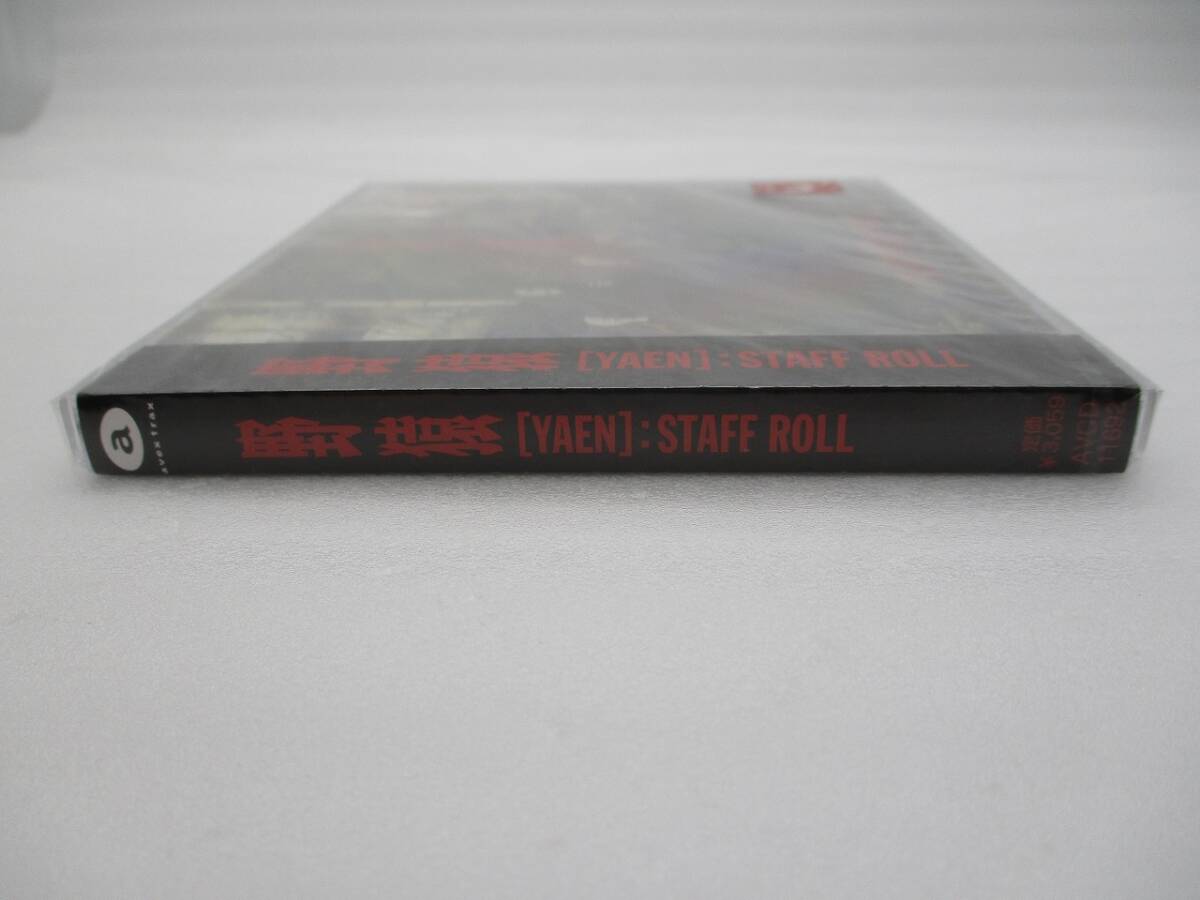 野猿 [YAEN]:STAFF ROLL
a
avex trax
野猿 [YAEN]:STAFF ROLL
定価
¥3,059
AVCD
11692